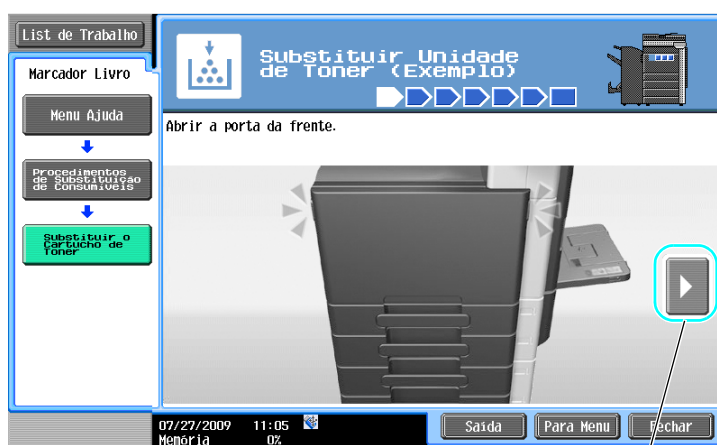 List de Trabalho
Marcador Livro
Menu Ajuda
Procedimentos
de Substituição
de Consumíveis
Substituir o
Cartucho de
Toner
Substituir Unidade
de Toner (Exemplo)
Abrir a porta da frente.
07/27/2009 11:05
Memória 0%
Saída
Para Menu
Fechar